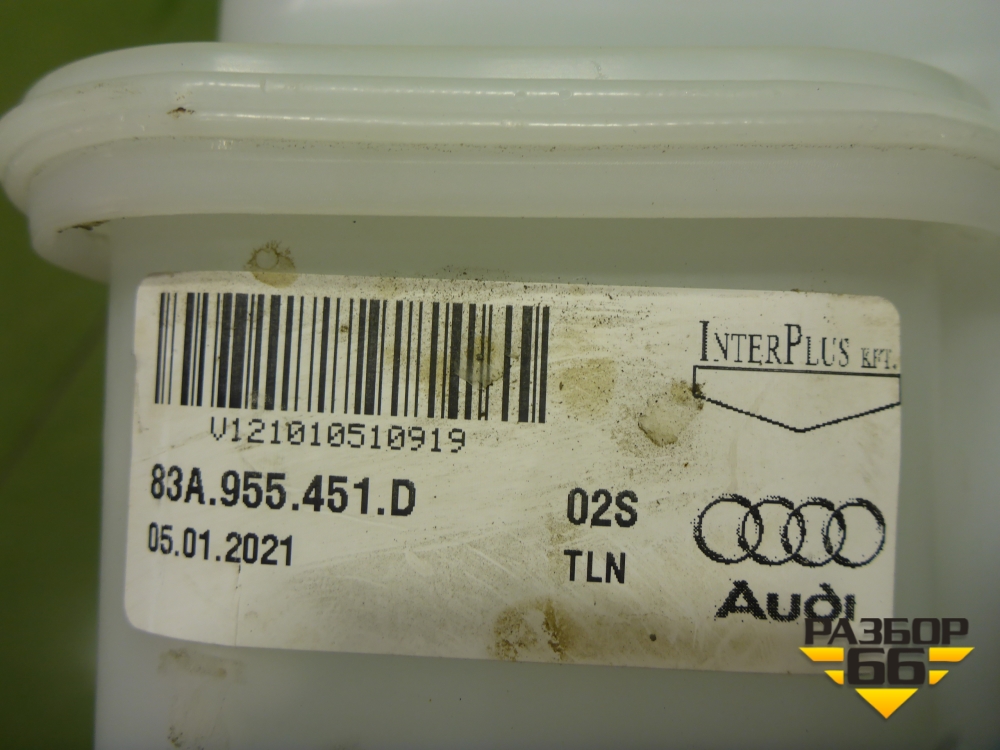 INTERPLUS KFT.
V121010510919
83A.955.451.D
02S
05.01.2021
TLN
Audi
РАЗБОР
66